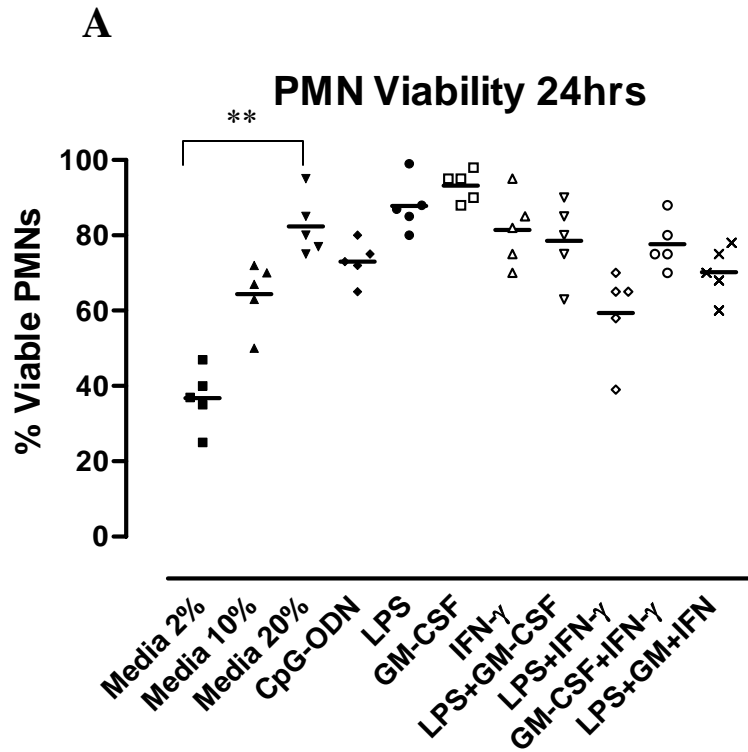 A
PMN Viability 24hrs
**
% Viable PMNs
100
80
60
40
20
0
Media 2%
Media 10%
Media 20%
CpG-ODN
LPS
GM-CSF
IFN-γ
LPS+GM-CSF
LPS+IFN-γ
GM-CSF+IFN-γ
LPS+GM+IFN